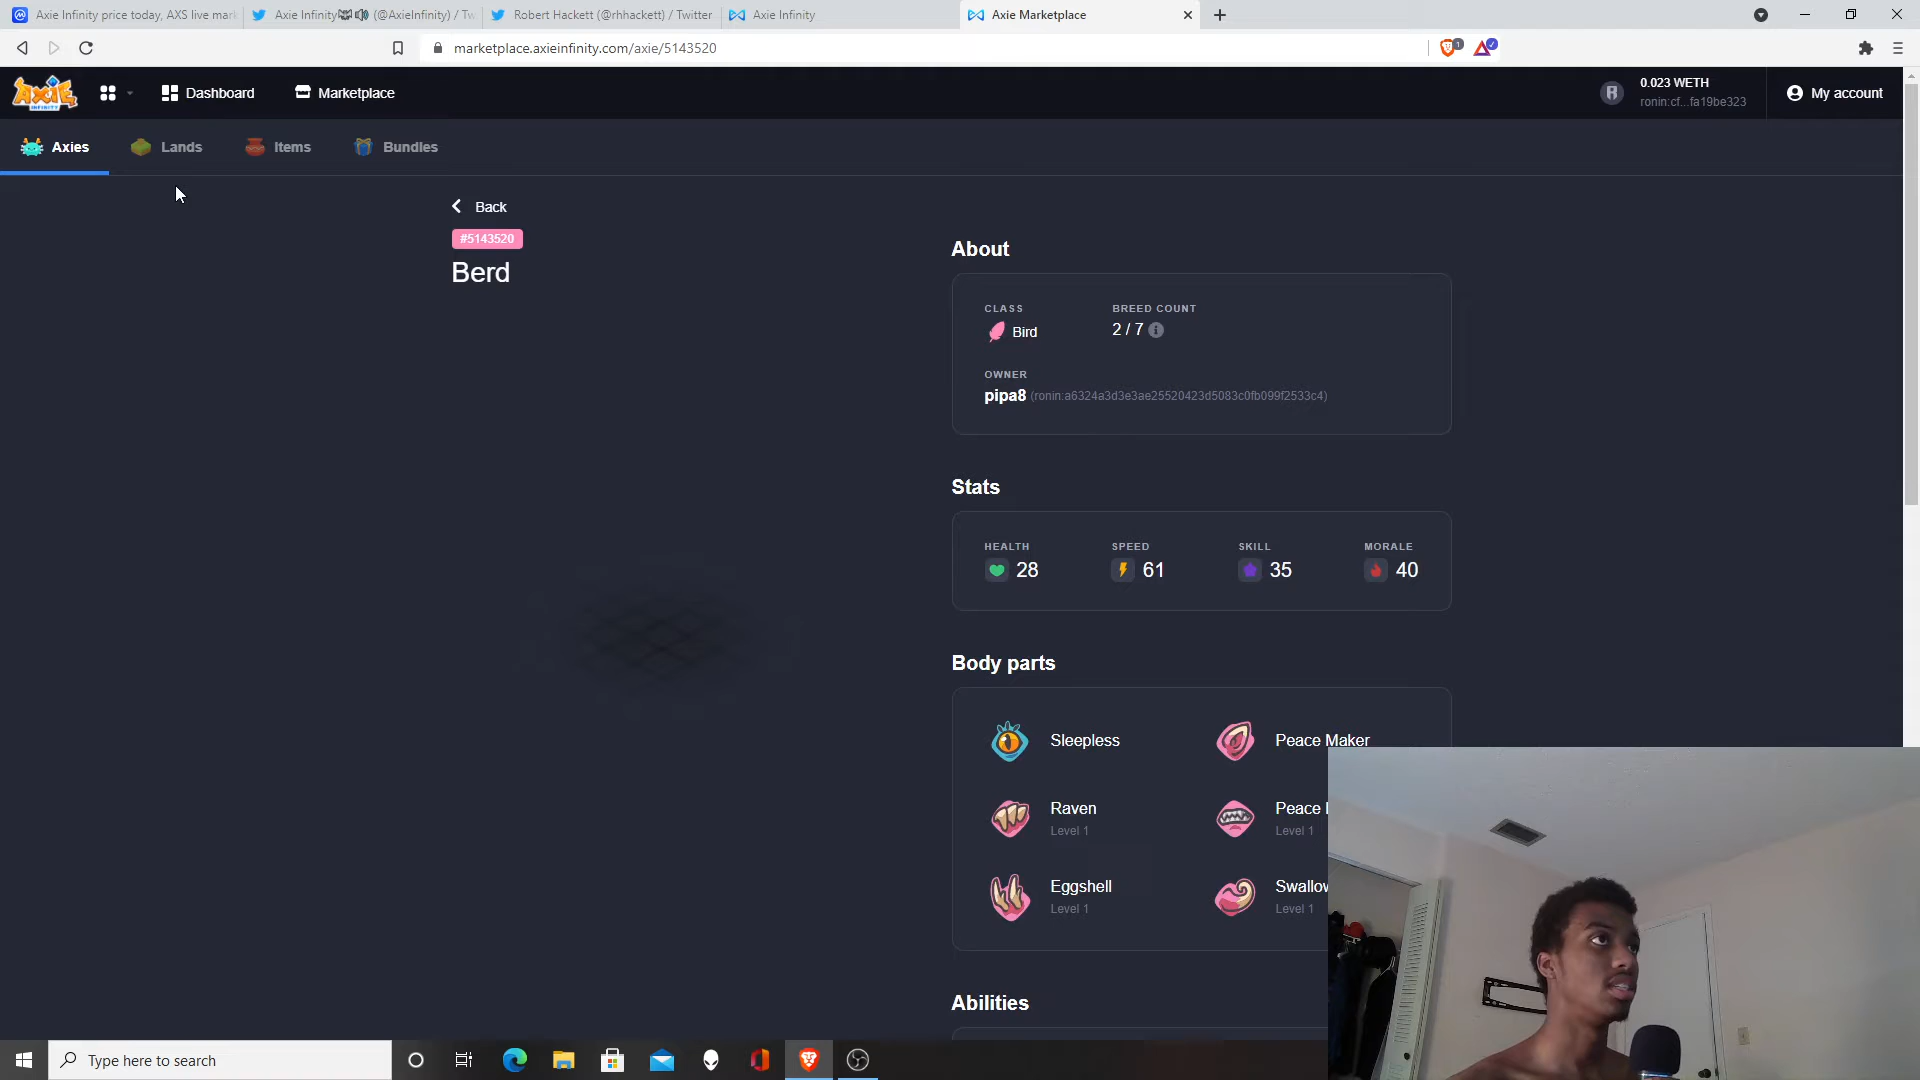 Axie Infinity price today, AXS live mark
Axie Infinity (@AxieInfinity) / Tw
Robert Hackett (@rhhackett) / Twitter
Axie Infinity
Axie Marketplace
marketplace.axieinfinity.com/axie/5143520
1
AXIE
INFINITY
Dashboard
Marketplace
0.023 WETH
ronin:cf...fa19be323
My account
Axies
Lands
Items
Bundles
Back
#5143520
Berd
About
CLASS
BREED COUNT
Bird
2 / 7
OWNER
pipa8 (ronin:a6324a3d3e3ae25520423d5083c0fb099f2533c4)
Stats
HEALTH
SPEED
SKILL
MORALE
28
61
35
40
Body parts
Sleepless
Peace Maker
Raven
Level 1
Peace
Level 1
Eggshell
Level 1
Swallow
Level 1
Abilities
Type here to search